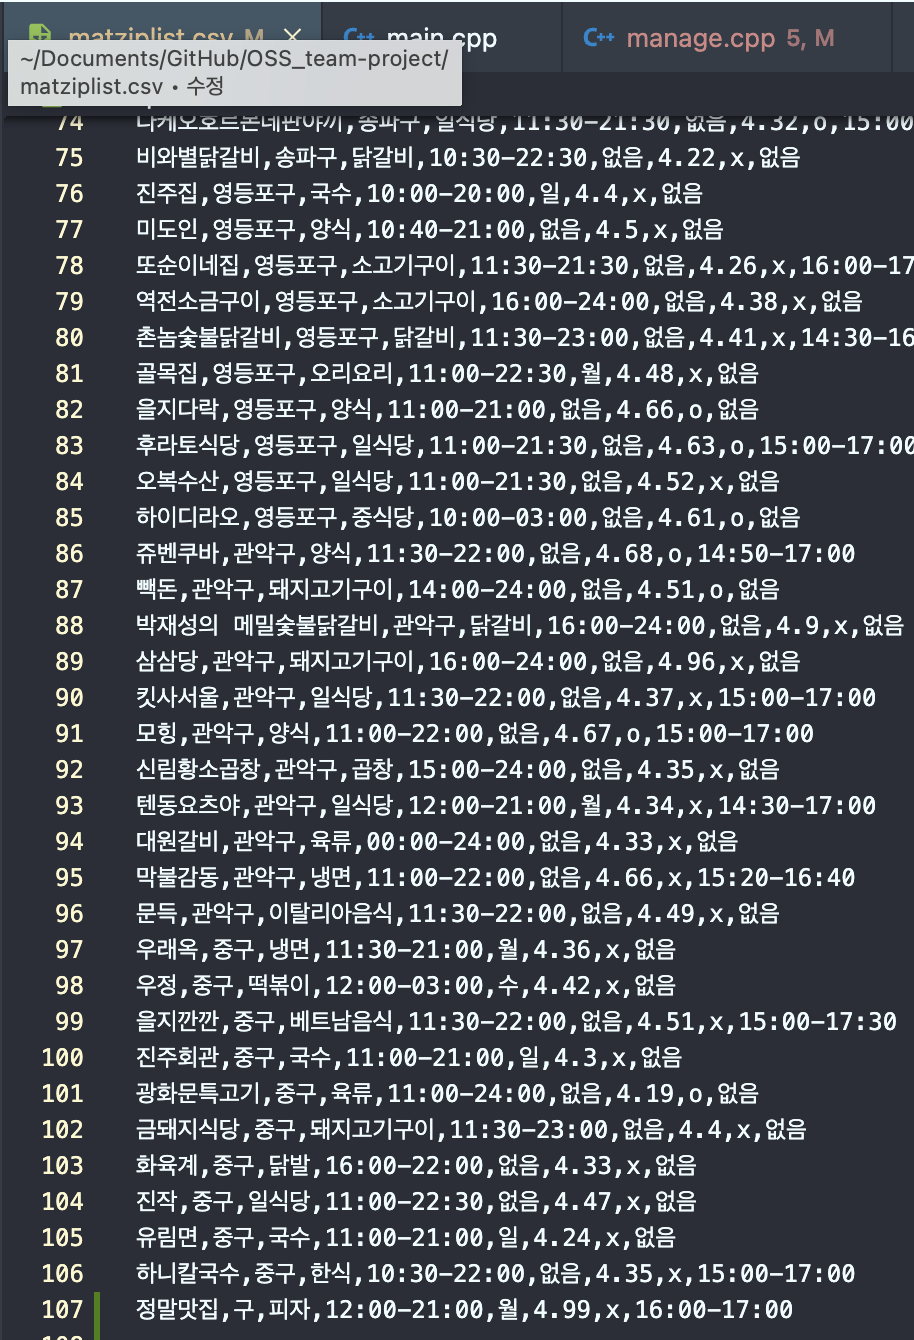 matziplist.csv M
main.cpp
manage.cpp 5, M
~/Documents/GitHub/OSS_team-project/
matziplist.csv • 수정
74 나케오호르몬데판야끼,송파구,일식당,11:30-21:30,없음,4.32,o,15:00
75 비와별닭갈비,송파구,닭갈비,10:30-22:30,없음,4.22,x,없음
76 진주집,영등포구,국수,10:00-20:00,일,4.4,x,없음
77 미도인,영등포구,양식,10:40-21:00,없음,4.5,x,없음
78 또순이네집,영등포구,소고기구이,11:30-21:30,없음,4.26,x,16:00-17
79 역전소금구이,영등포구,소고기구이,16:00-24:00,없음,4.38,x,없음
80 촌놈숯불닭갈비,영등포구,닭갈비,11:30-23:00,없음,4.41,x,14:30-16
81 골목집,영등포구,오리요리,11:00-22:30,월,4.48,x,없음
82 을지다락,영등포구,양식,11:00-21:00,없음,4.66,o,없음
83 후라토식당,영등포구,일식당,11:00-21:30,없음,4.63,o,15:00-17:00
84 오복수산,영등포구,일식당,11:00-21:30,없음,4.52,x,없음
85 하이디라오,영등포구,중식당,10:00-03:00,없음,4.61,o,없음
86 쥬벤쿠바,관악구,양식,11:30-22:00,없음,4.68,o,14:50-17:00
87 빽돈,관악구,돼지고기구이,14:00-24:00,없음,4.51,o,없음
88 박재성의 메밀숯불닭갈비,관악구,닭갈비,16:00-24:00,없음,4.9,x,없음
89 삼삼당,관악구,돼지고기구이,16:00-24:00,없음,4.96,x,없음
90 킷사서울,관악구,일식당,11:30-22:00,없음,4.37,x,15:00-17:00
91 모힝,관악구,양식,11:00-22:00,없음,4.67,o,15:00-17:00
92 신림황소곱창,관악구,곱창,15:00-24:00,없음,4.35,x,없음
93 텐동요츠야,관악구,일식당,12:00-21:00,월,4.34,x,14:30-17:00
94 대원갈비,관악구,육류,00:00-24:00,없음,4.33,x,없음
95 막불감동,관악구,냉면,11:00-22:00,없음,4.66,x,15:20-16:40
96 문득,관악구,이탈리아음식,11:30-22:00,없음,4.49,x,없음
97 우래옥,중구,냉면,11:30-21:00,월,4.36,x,없음
98 우정,중구,떡볶이,12:00-03:00,수,4.42,x,없음
99 을지깐깐,중구,베트남음식,11:30-22:00,없음,4.51,x,15:00-17:30
100 진주회관,중구,국수,11:00-21:00,일,4.3,x,없음
101 광화문특고기,중구,육류,11:00-24:00,없음,4.19,o,없음
102 금돼지식당,중구,돼지고기구이,11:30-23:00,없음,4.4,x,없음
103 화육계,중구,닭발,16:00-22:00,없음,4.33,x,없음
104 진작,중구,일식당,11:00-22:30,없음,4.47,x,없음
105 유림면,중구,국수,11:00-21:00,일,4.24,x,없음
106 하니칼국수,중구,한식,10:30-22:00,없음,4.35,x,15:00-17:00
107 정말맛집,구,피자,12:00-21:00,월,4.99,x,16:00-17:00
108